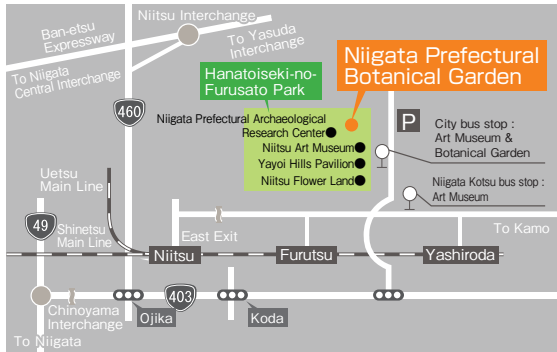 Niitsu Interchange
Ban-etsu
Expressway
To Yasuda
Interchange
To Niigata
Central Interchange
Hanatoiseki-no-
Furusato Park
Niigata Prefectural
Botanical Garden
460
Niigata Prefectural Archaeological
Research Center
Niitsu Art Museum
Yayoi Hills Pavilion
Niitsu Flower Land
P
City bus stop :
Art Museum &
Botanical Garden
Niigata Kotsu bus stop :
Art Museum
Uetsu
Main Line
49
Shinetsu
Main Line
East Exit
To Kamo
Niitsu
Furutsu
Yashiroda
403
Chinoyama
Interchange
Ojika
Koda
To Niigata